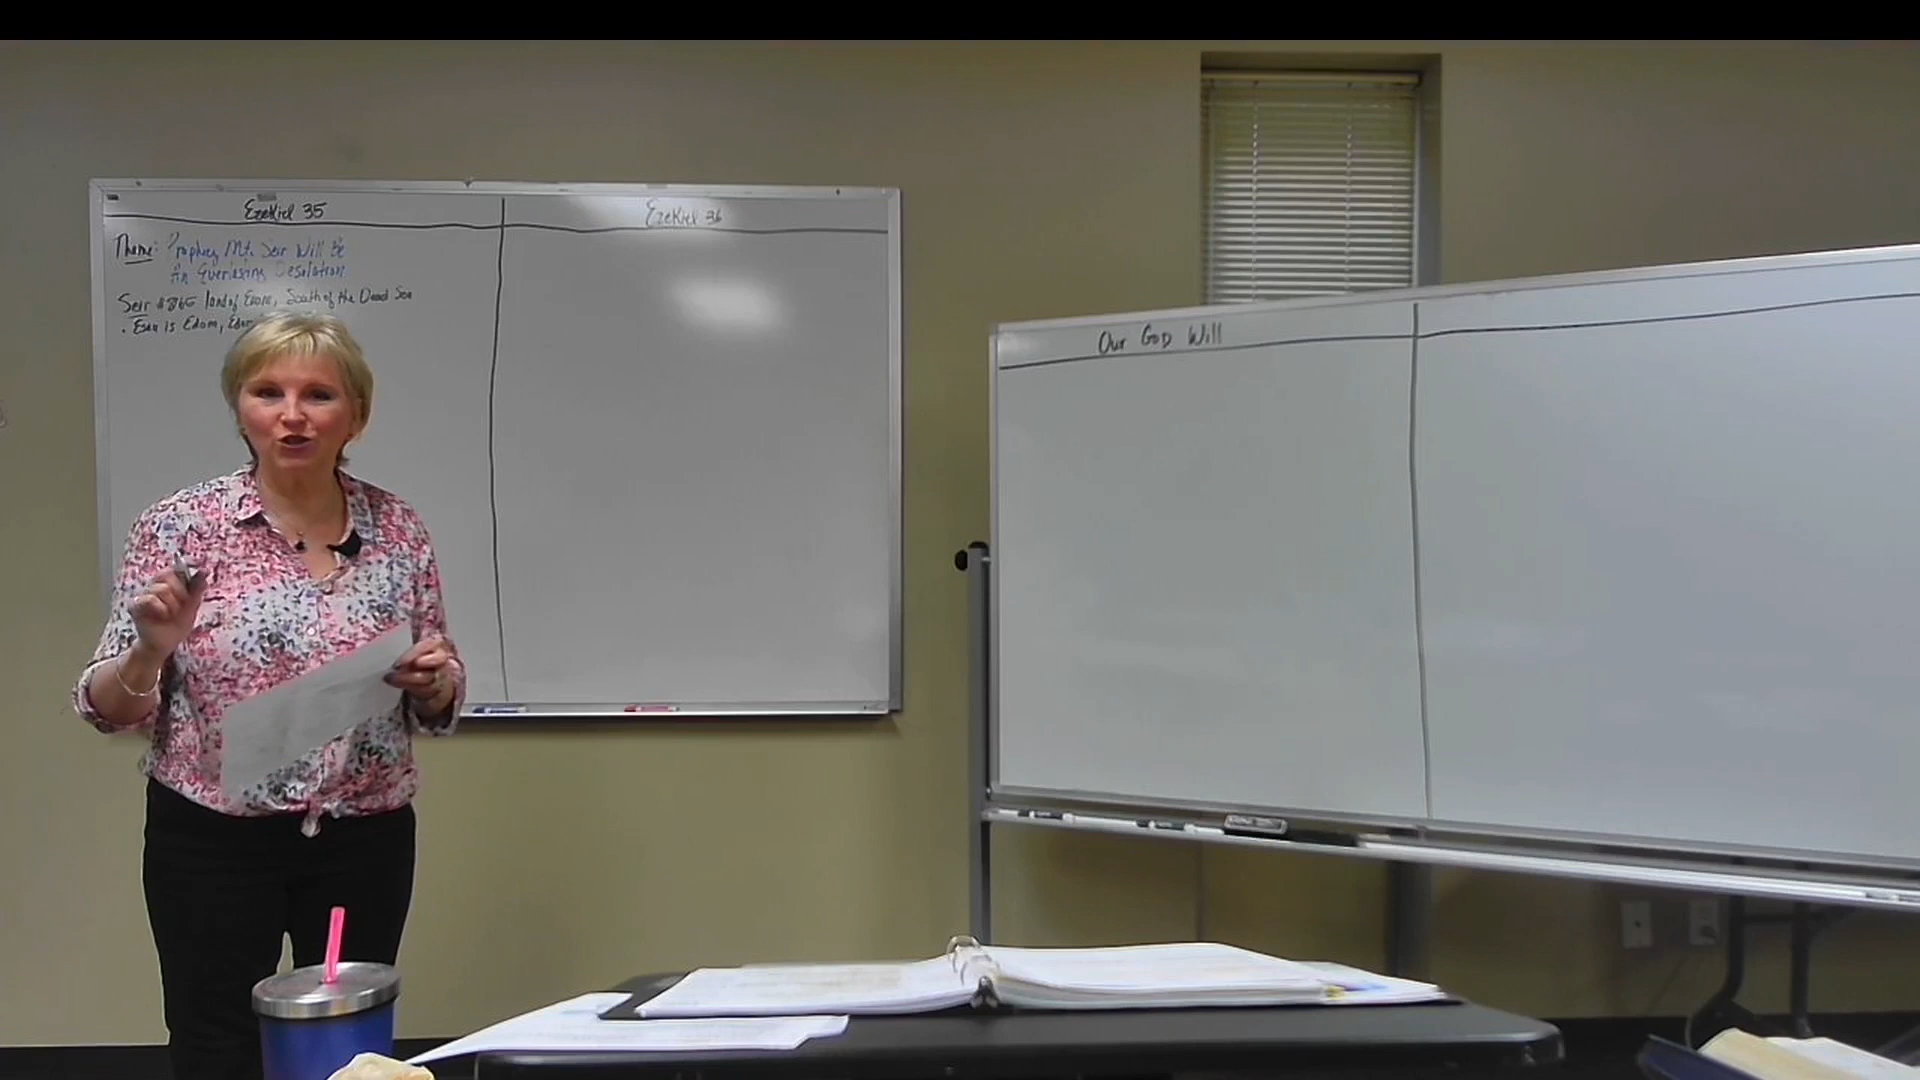 Ezekiel 35
Theme: Prophecy Mt. Seir Will Be
An Everlasting Desolation
Seir # land of Edom, South of the Dead Sea
. Esau is Edom,
Ezekiel 36
Our GOD Will